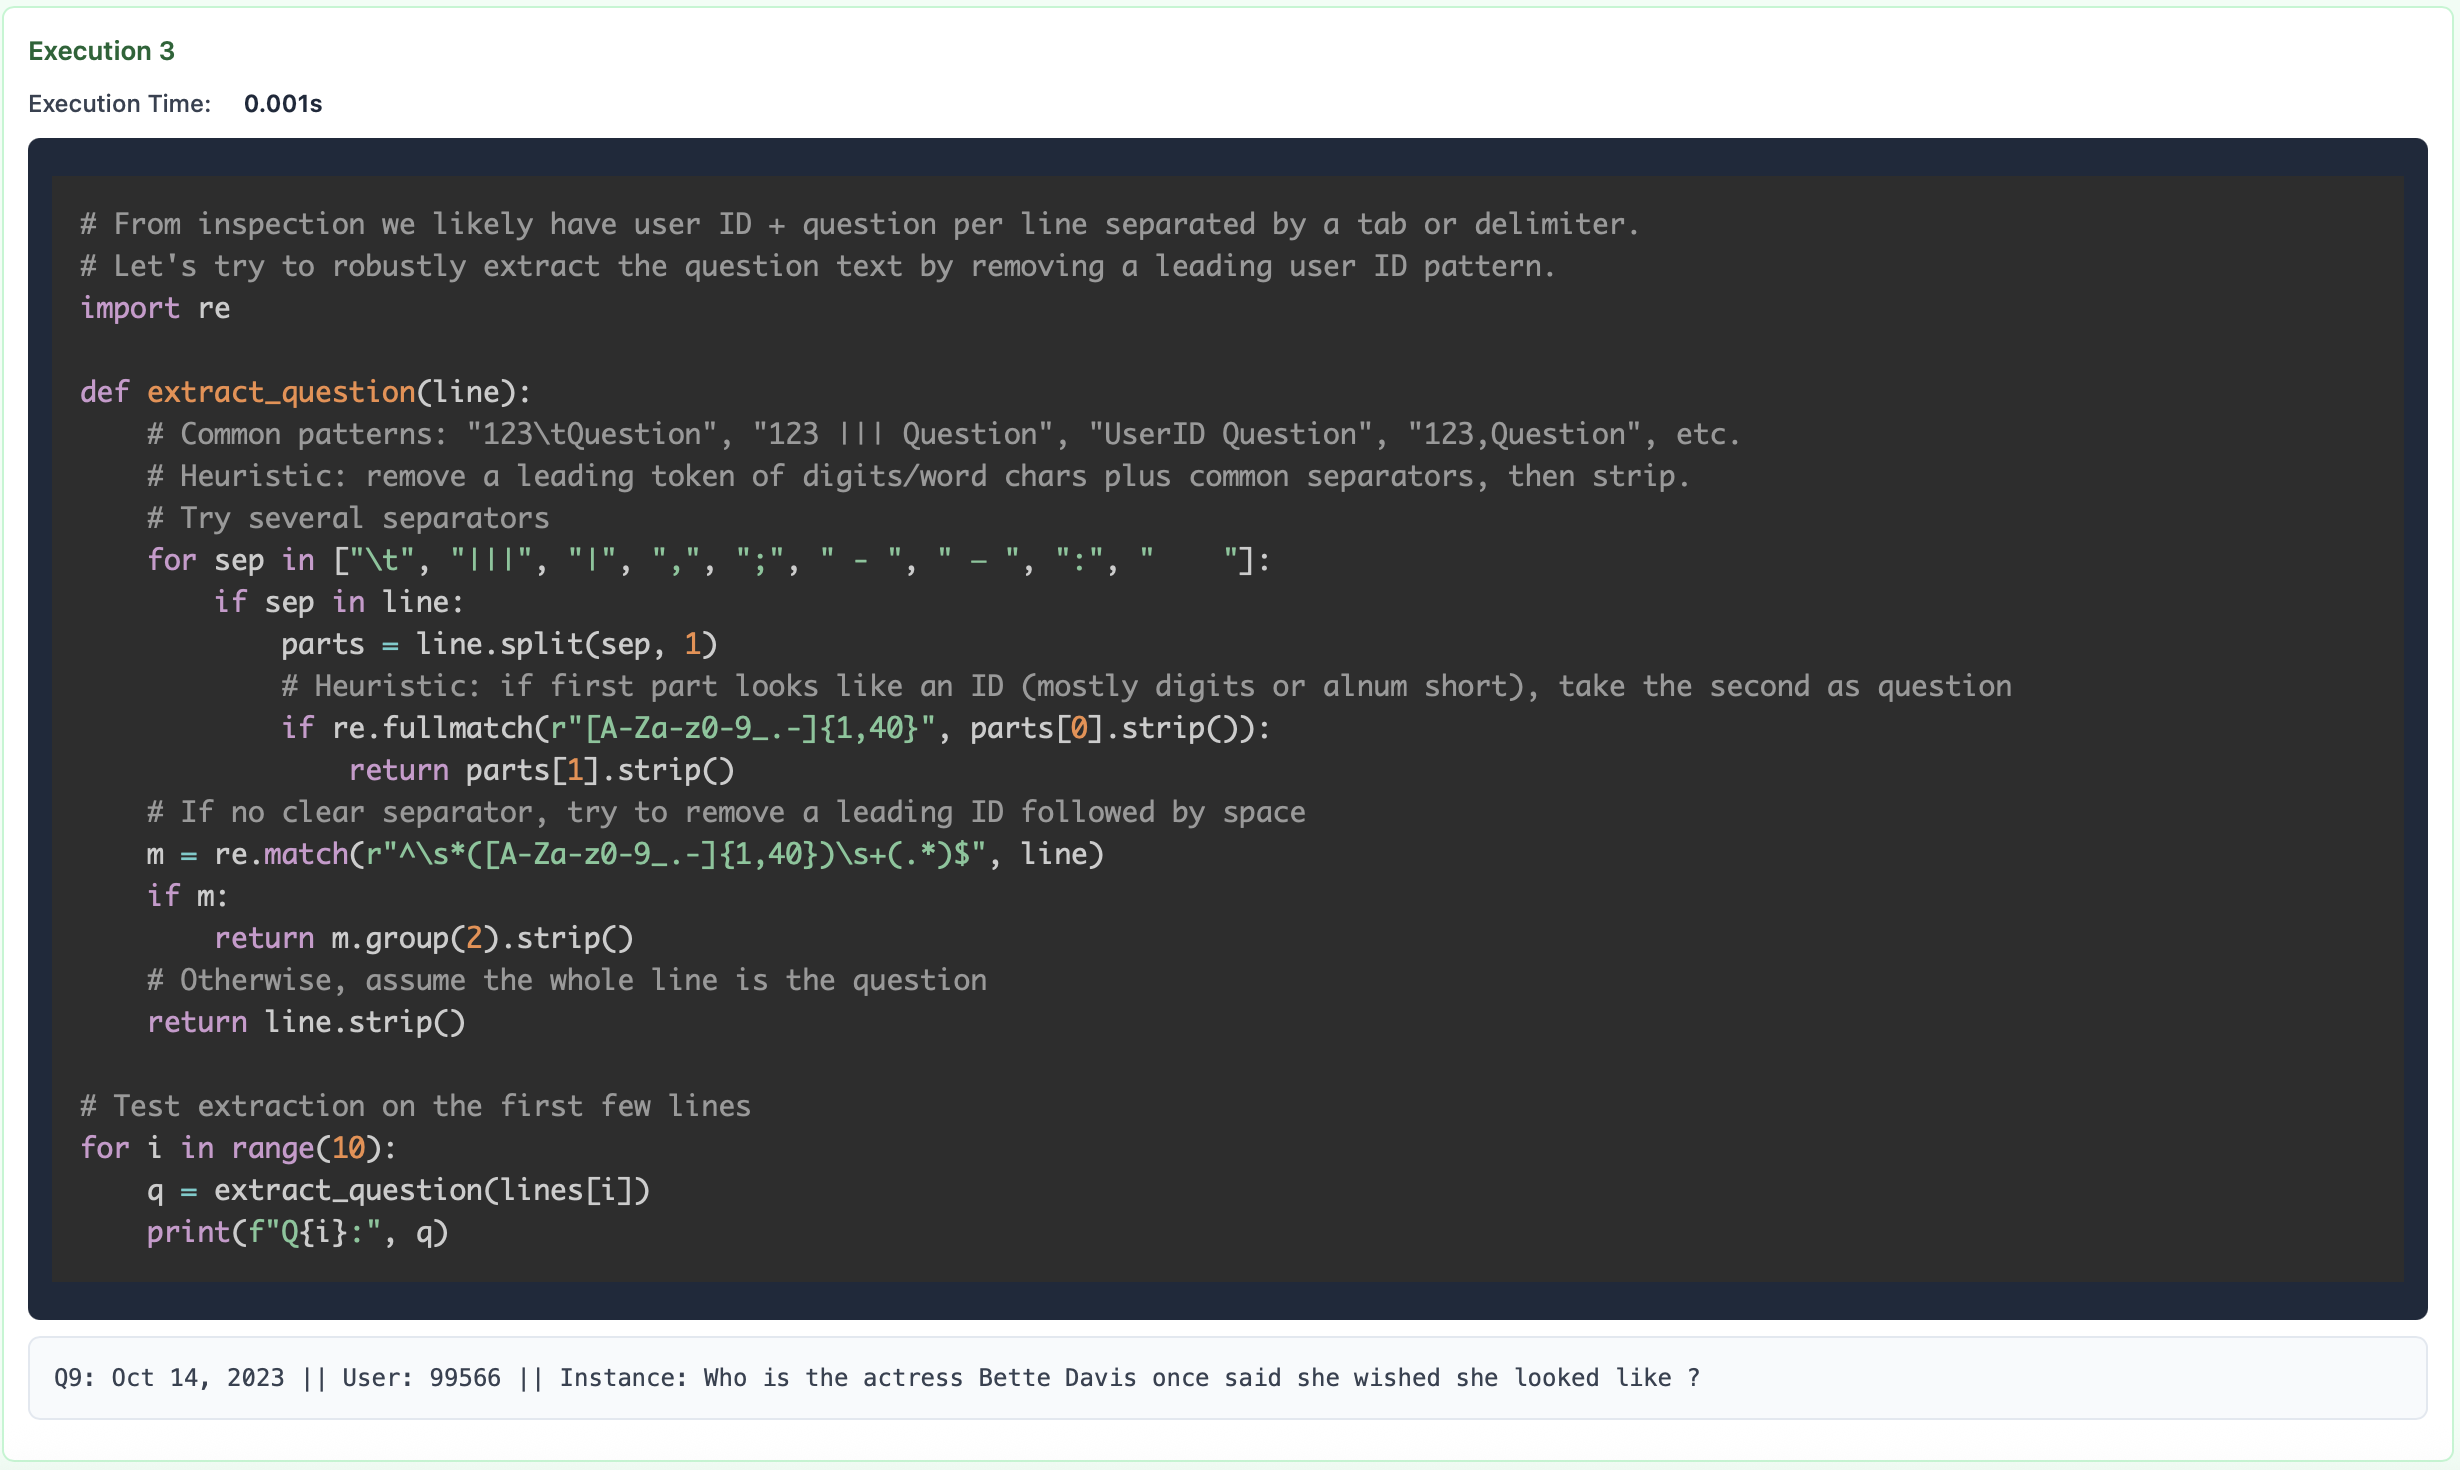 Execution 3
Execution Time: 0.001s
# From inspection we likely have user ID + question per line separated by a tab or delimiter.
# Let's try to robustly extract the question text by removing a leading user ID pattern.
import re

def extract_question(line):
    # Common patterns: "123\tQuestion", "123 ||| Question", "UserID Question", "123,Question", etc.
    # Heuristic: remove a leading token of digits/word chars plus common separators, then strip.
    # Try several separators
    for sep in ["\t", "|||", "|", ",", ";", " - ", " – ", ":", "    "]:
        if sep in line:
            parts = line.split(sep, 1)
            # Heuristic: if first part looks like an ID (mostly digits or alnum short), take the second as question
            if re.fullmatch(r"[A-Za-z0-9_.-]{1,40}", parts[0].strip()):
                return parts[1].strip()
    # If no clear separator, try to remove a leading ID followed by space
    m = re.match(r"^\s*([A-Za-z0-9_.-]{1,40})\s+(.*)$", line)
    if m:
        return m.group(2).strip()
    # Otherwise, assume the whole line is the question
    return line.strip()

# Test extraction on the first few lines
for i in range(10):
    q = extract_question(lines[i])
    print(f"Q{i}:", q)
Q9: Oct 14, 2023 || User: 99566 || Instance: Who is the actress Bette Davis once said she wished she looked like ?